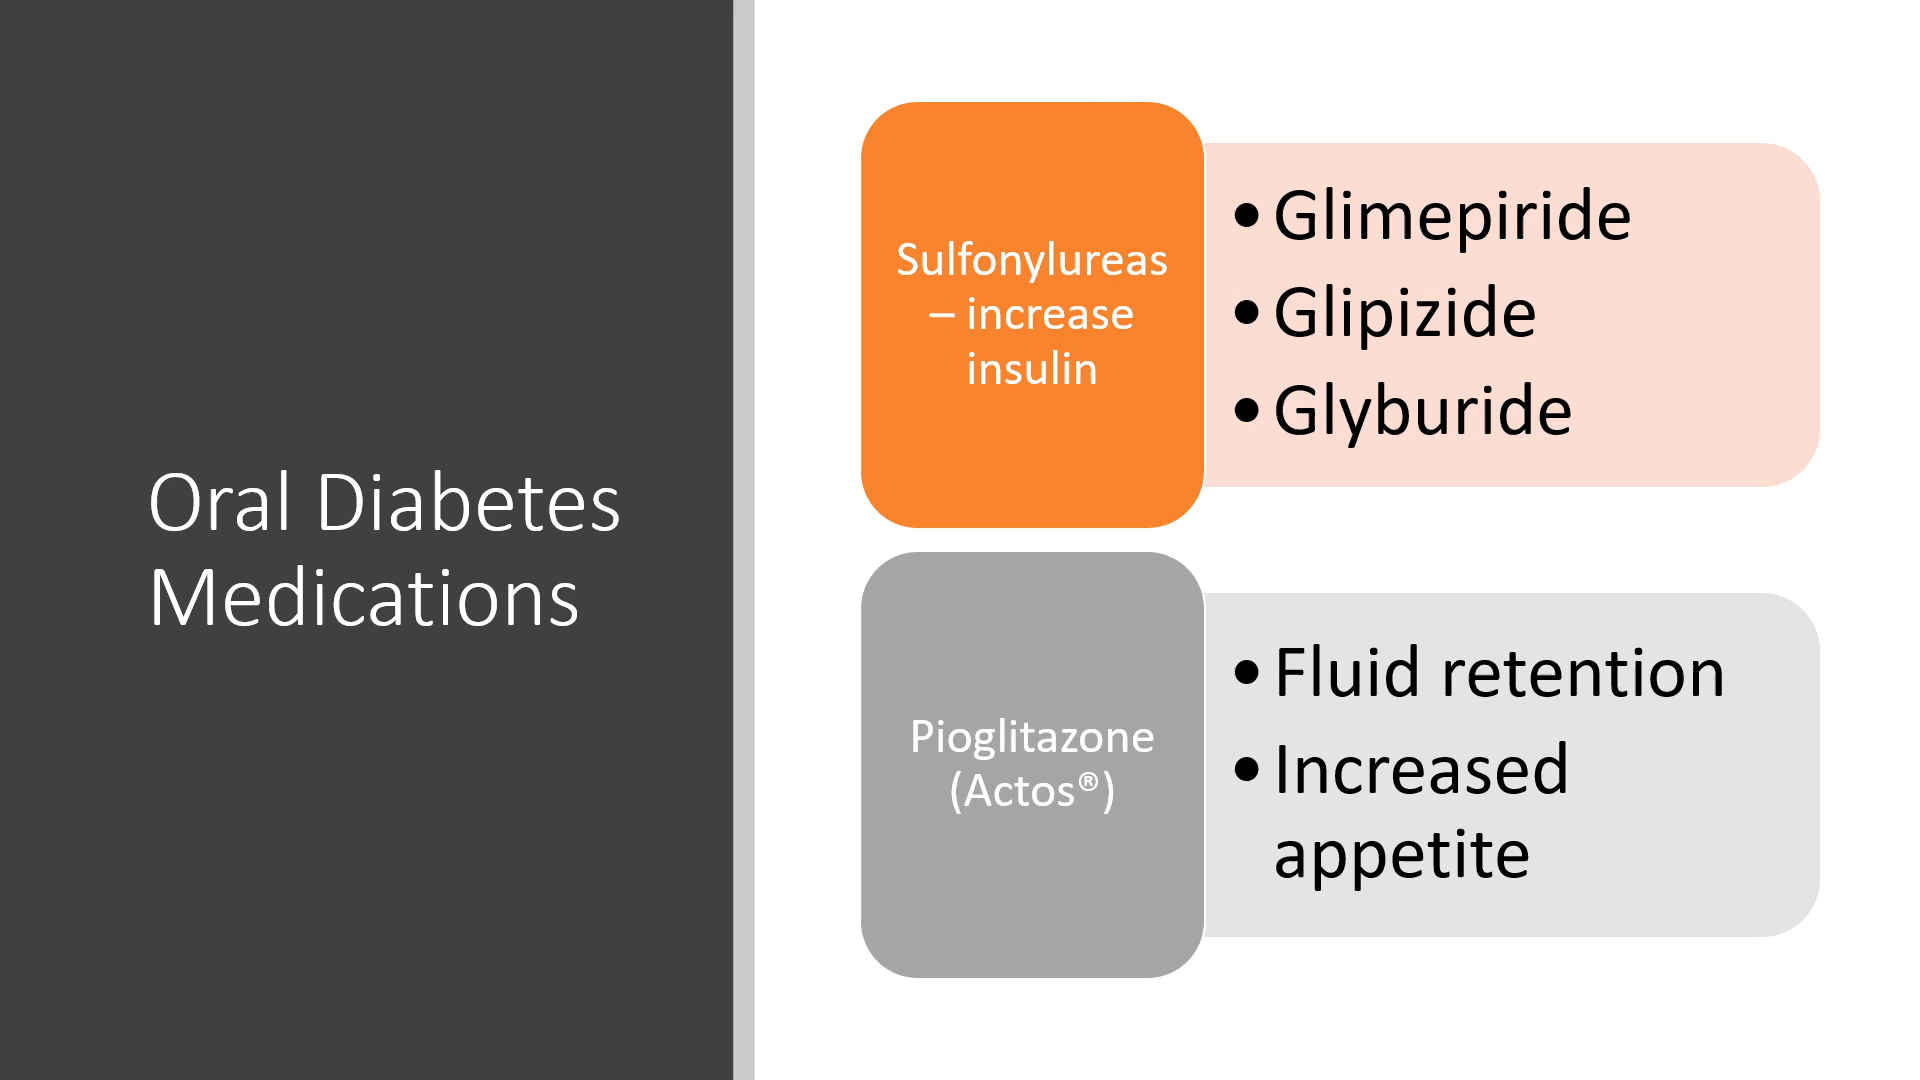 Oral Diabetes
Medications
Sulfonylureas
– increase
insulin
• Glimepiride
• Glipizide
• Glyburide
Pioglitazone
(Actos®)
• Fluid retention
• Increased
appetite